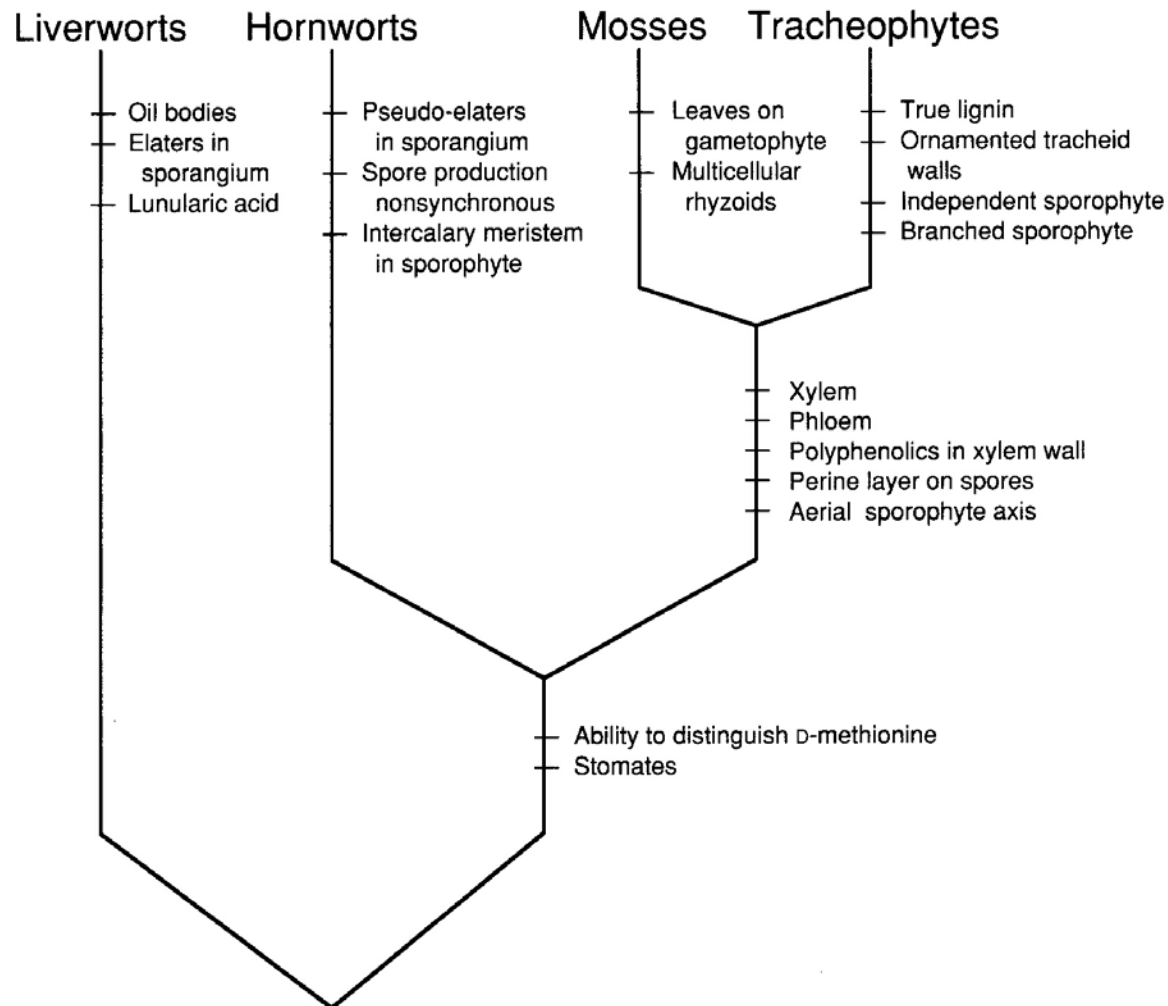 Liverworts
Hornworts
Mosses
Tracheophytes
Oil bodies
Elaters in
sporangium
Lunularic acid
Pseudo-elaters
in sporangium
Spore production
nonsynchronous
Intercalary meristem
in sporophyte
Leaves on
gametophyte
Multicellular
rhyzoids
True lignin
Ornamented tracheid
walls
Independent sporophyte
Branched sporophyte
Xylem
Phloem
Polyphenolics in xylem wall
Perine layer on spores
Aerial sporophyte axis
Ability to distinguish D-methionine
Stomates